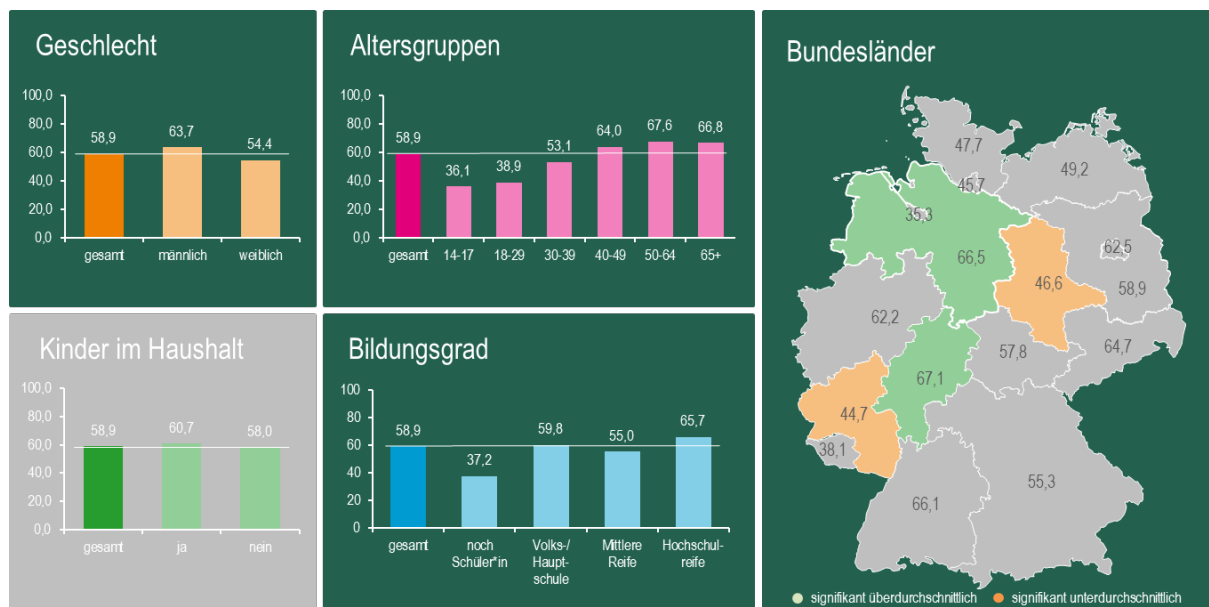 Geschlecht
100,0
80,0
60,0
40,0
20,0
0,0
58,9
63,7
54,4
gesamt männlich weiblich
Altersgruppen
100,0
80,0
60,0
40,0
20,0
0,0
58,9
36,1
38,9
53,1
64,0
67,6
66,8
gesamt 14-17 18-29 30-39 40-49 50-64 65+
Kinder im Haushalt
100,0
80,0
60,0
40,0
20,0
0,0
58,9
60,7
58,0
gesamt ja nein
Bildungsgrad
100
80
60
40
20
0
58,9
37,2
59,8
55,0
65,7
gesamt
noch
Schüler*in
Volks-/
Haupt-
schule
Mittlere
Reife
Hochschul-
reife
Bundesländer
47,7
49,2
45,7
35,3
62,5
66,5
46,6
58,9
62,2
57,8
64,7
67,1
44,7
38,1
55,3
66,1
signifikant überdurchschnittlich
signifikant unterdurchschnittlich